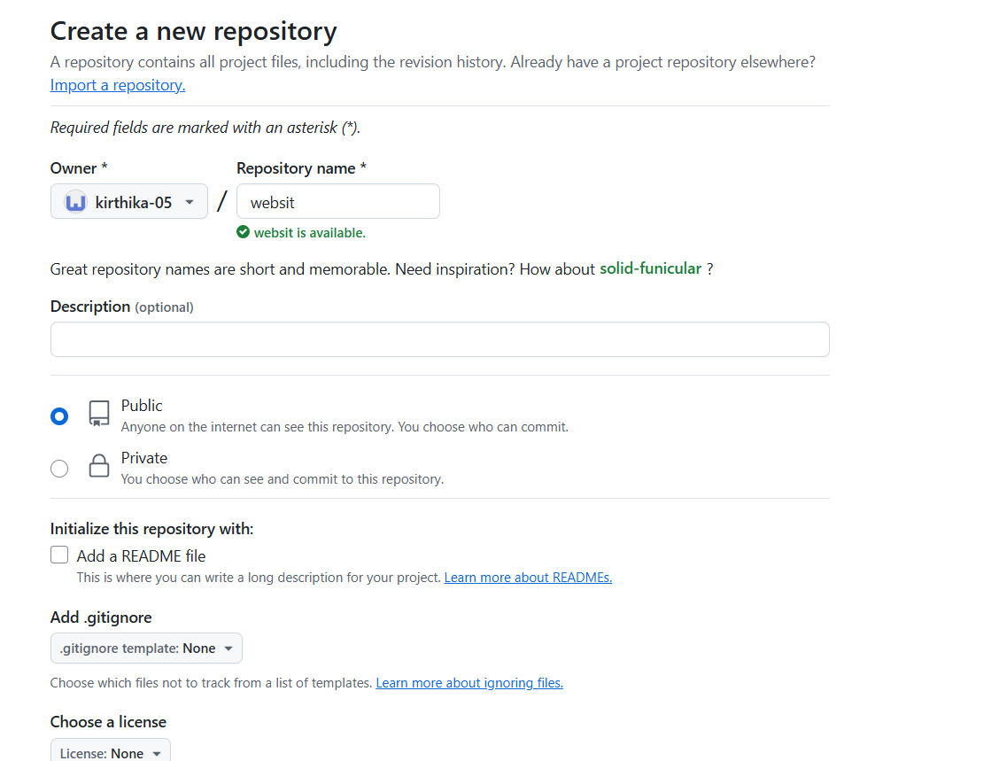 Create a new repository
A repository contains all project files, including the revision history. Already have a project repository elsewhere?
Import a repository.
Required fields are marked with an asterisk (*).
Owner * Repository name *
kirthika-05 / websit
websit is available.
Great repository names are short and memorable. Need inspiration? How about solid-funicular ?
Description (optional)
Public
Anyone on the internet can see this repository. You choose who can commit.
Private
You choose who can see and commit to this repository.
Initialize this repository with:
Add a README file
This is where you can write a long description for your project. Learn more about READMEs.
Add .gitignore
.gitignore template: None
Choose which files not to track from a list of templates. Learn more about ignoring files.
Choose a license
License: None